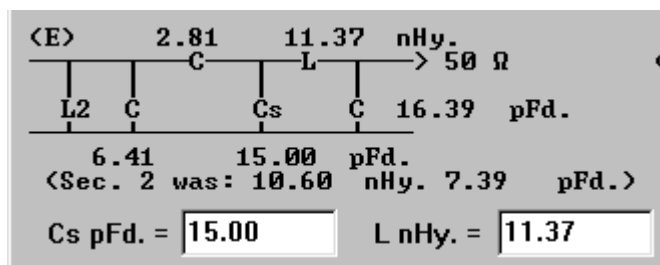 <E> 2.81 11.37 nHy.
C L > 50 Ω
L2 C Cs C 16.39 pFd.
6.41 15.00 pFd.
<Sec. 2 was: 10.60 nHy. 7.39 pFd.>
Cs pFd. = 15.00 L nHy. = 11.37